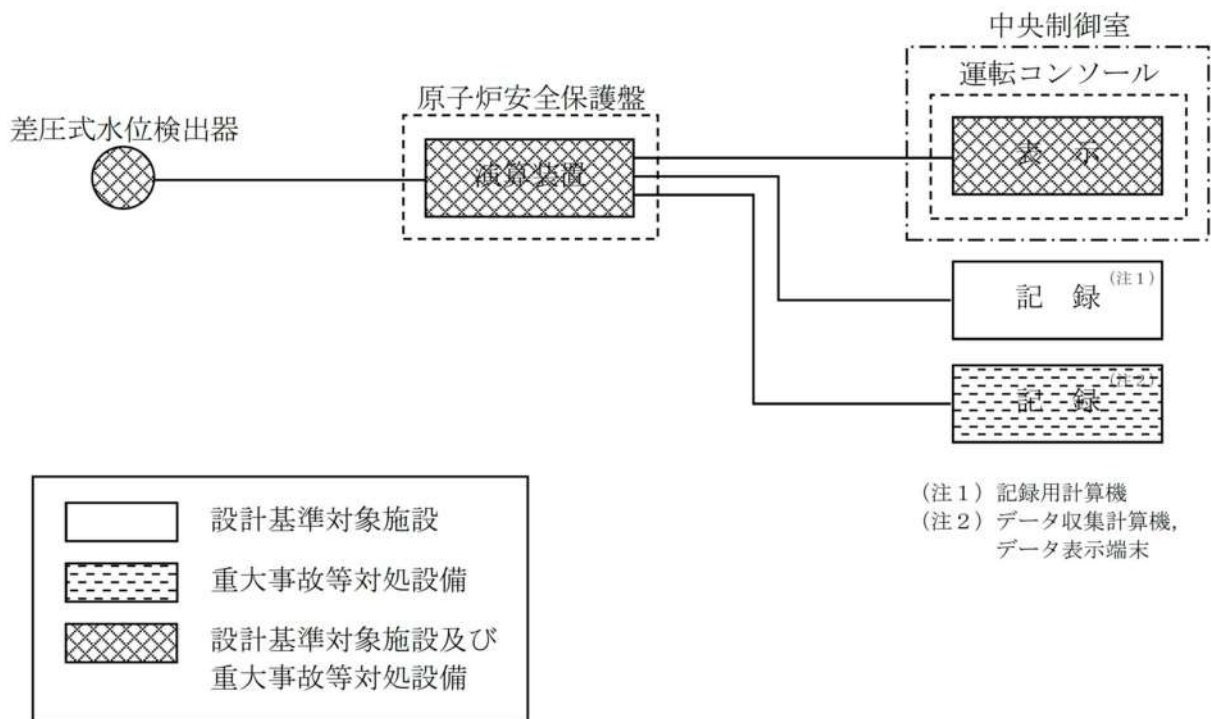 中央制御室
運転コンソール
原子炉安全保護盤
差圧式水位検出器
表 示
演算装置
記 録 (注1)
記 録 (注2)
(注1) 記録用計算機
(注2) データ収集計算機,
データ表示端末
設計基準対象施設
重大事故等対処設備
設計基準対象施設及び
重大事故等対処設備